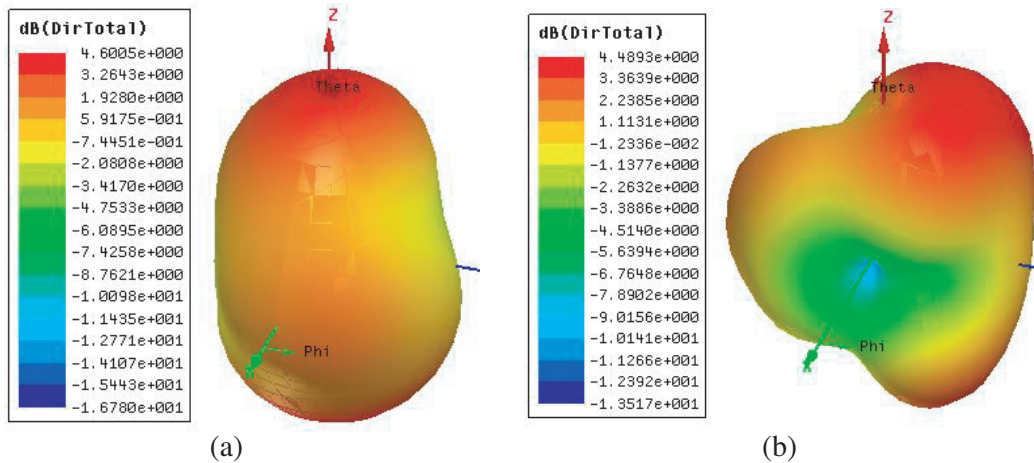 dB(DirTotal)
4.6005e+000
3.2643e+000
1.9280e+000
5.9175e-001
-7.4451e-001
-2.0808e+000
-3.4170e+000
-4.7533e+000
-6.0895e+000
-7.4258e+000
-8.7621e+000
-1.0098e+001
-1.1435e+001
-1.2771e+001
-1.4107e+001
-1.5443e+001
-1.6780e+001
Z
Theta
Phi
X
(a)
dB(DirTotal)
4.4893e+000
3.3639e+000
2.2385e+000
1.1131e+000
-1.2336e-002
-1.1377e+000
-2.2632e+000
-3.3886e+000
-4.5140e+000
-5.6394e+000
-6.7648e+000
-7.8902e+000
-9.0156e+000
-1.0141e+001
-1.1266e+001
-1.2392e+001
-1.3517e+001
Z
Theta
Phi
X
(b)